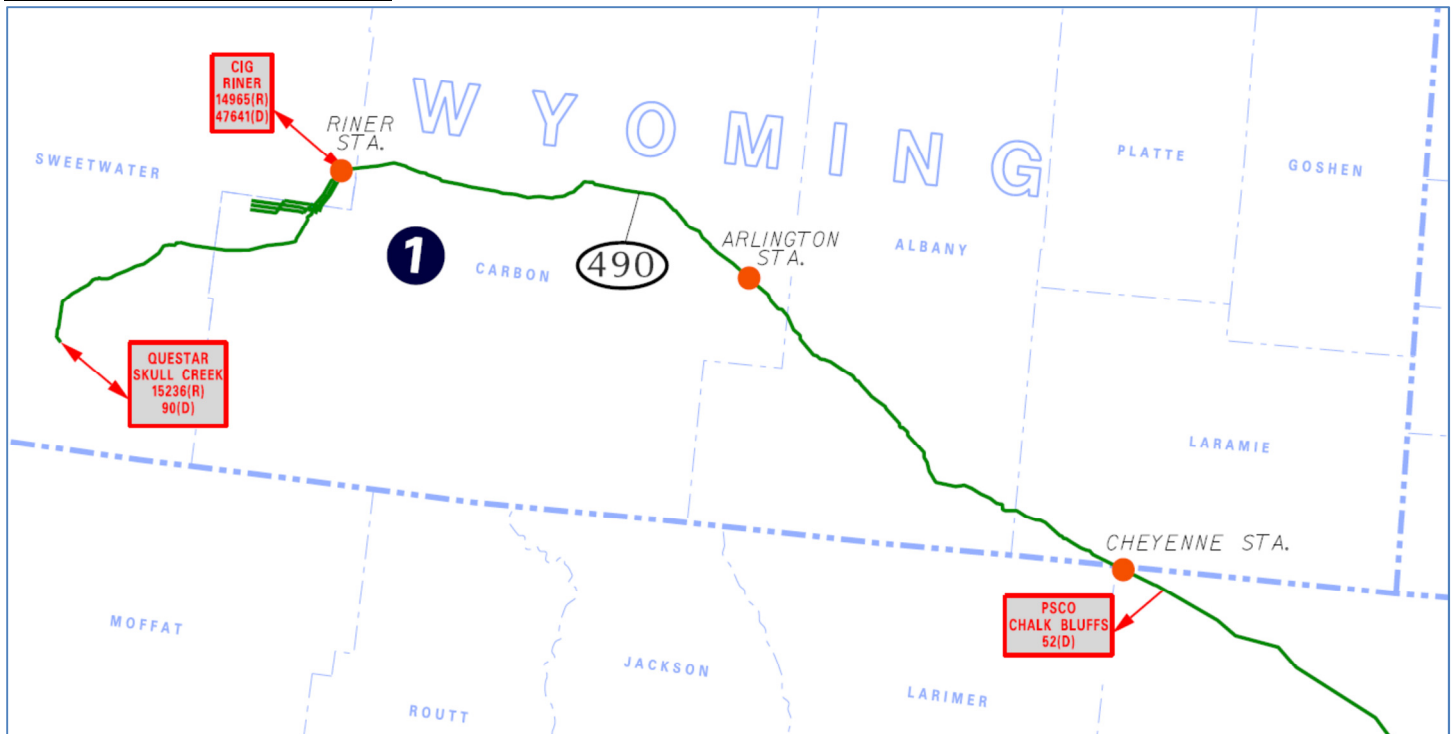 CIG
RINER
14965(R)
47641(D)
WYOMING
RINER
STA.
SWEETWATER
PLATTE
GOSHEN
ARLINGTON
STA.
ALBANY
1
CARBON
490
QUESTAR
SKULL CREEK
15236(R)
90(D)
LARAMIE
CHEYENNE STA.
PSCO
CHALK BLUFFS
52(D)
MOFFAT
JACKSON
LARIMER
ROUTT